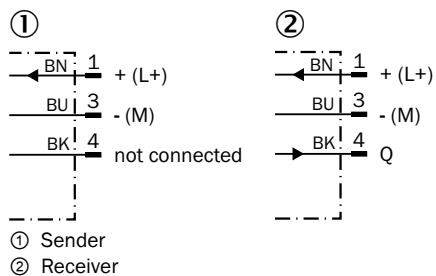 ① ②
BN 1 + (L+) BN 1 + (L+)
BU 3 - (M) BU 3 - (M)
BK 4 not connected BK 4 Q
① Sender
② Receiver